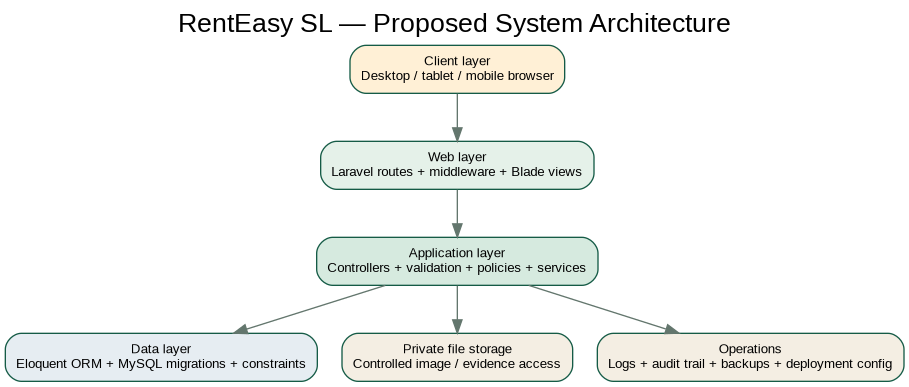 RentEasy SL — Proposed System Architecture
Client layer
Desktop / tablet / mobile browser
Web layer
Laravel routes + middleware + Blade views
Application layer
Controllers + validation + policies + services
Data layer
Eloquent ORM + MySQL migrations + constraints
Private file storage
Controlled image / evidence access
Operations
Logs + audit trail + backups + deployment config